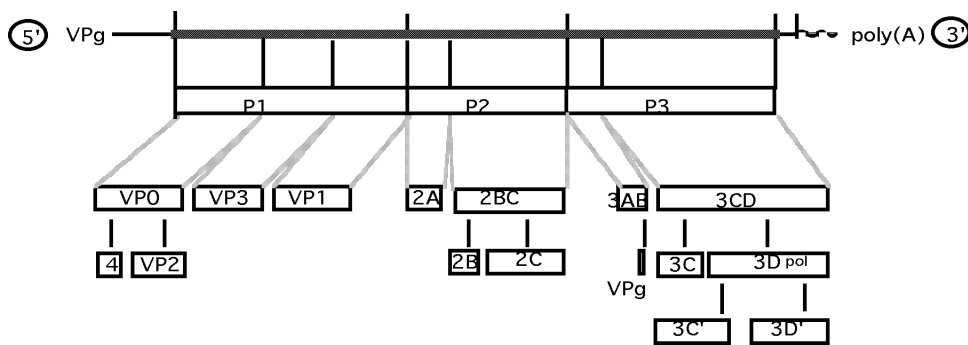 5' VPg poly(A) 3'
P1 P2 P3
VP0 VP3 VP1 2A 2BC 3AB 3CD
4 VP2 2B 2C 3C 3D pol
VPg
3C' 3D'